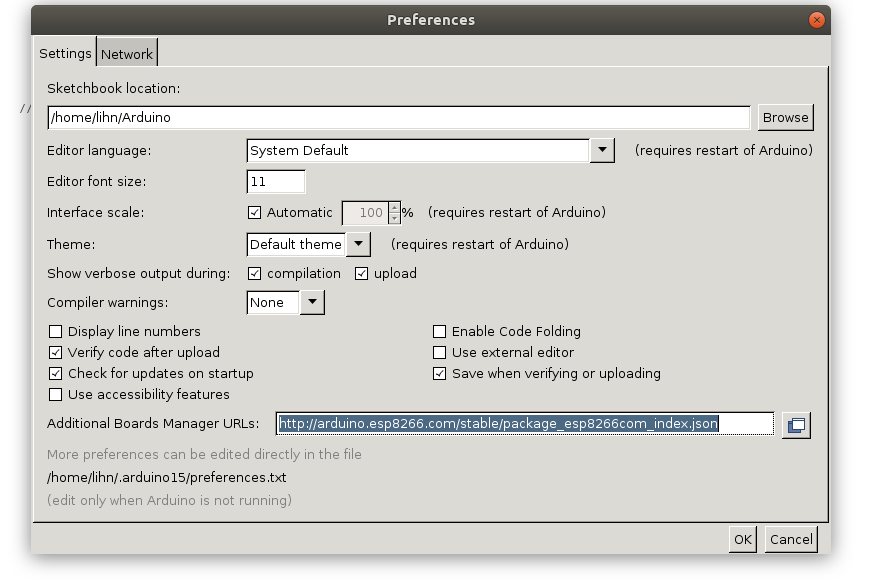 Preferences
Settings Network
Sketchbook location:
//
/home/lihn/Arduino Browse
Editor language: System Default (requires restart of Arduino)
Editor font size: 11
Interface scale: Automatic 100 % (requires restart of Arduino)
Theme: Default theme (requires restart of Arduino)
Show verbose output during: compilation upload
Compiler warnings: None
Display line numbers Enable Code Folding
Verify code after upload Use external editor
Check for updates on startup Save when verifying or uploading
Use accessibility features
Additional Boards Manager URLs: http://arduino.esp8266.com/stable/package_esp8266com_index.json
More preferences can be edited directly in the file
/home/lihn/.arduino15/preferences.txt
(edit only when Arduino is not running)
OK Cancel